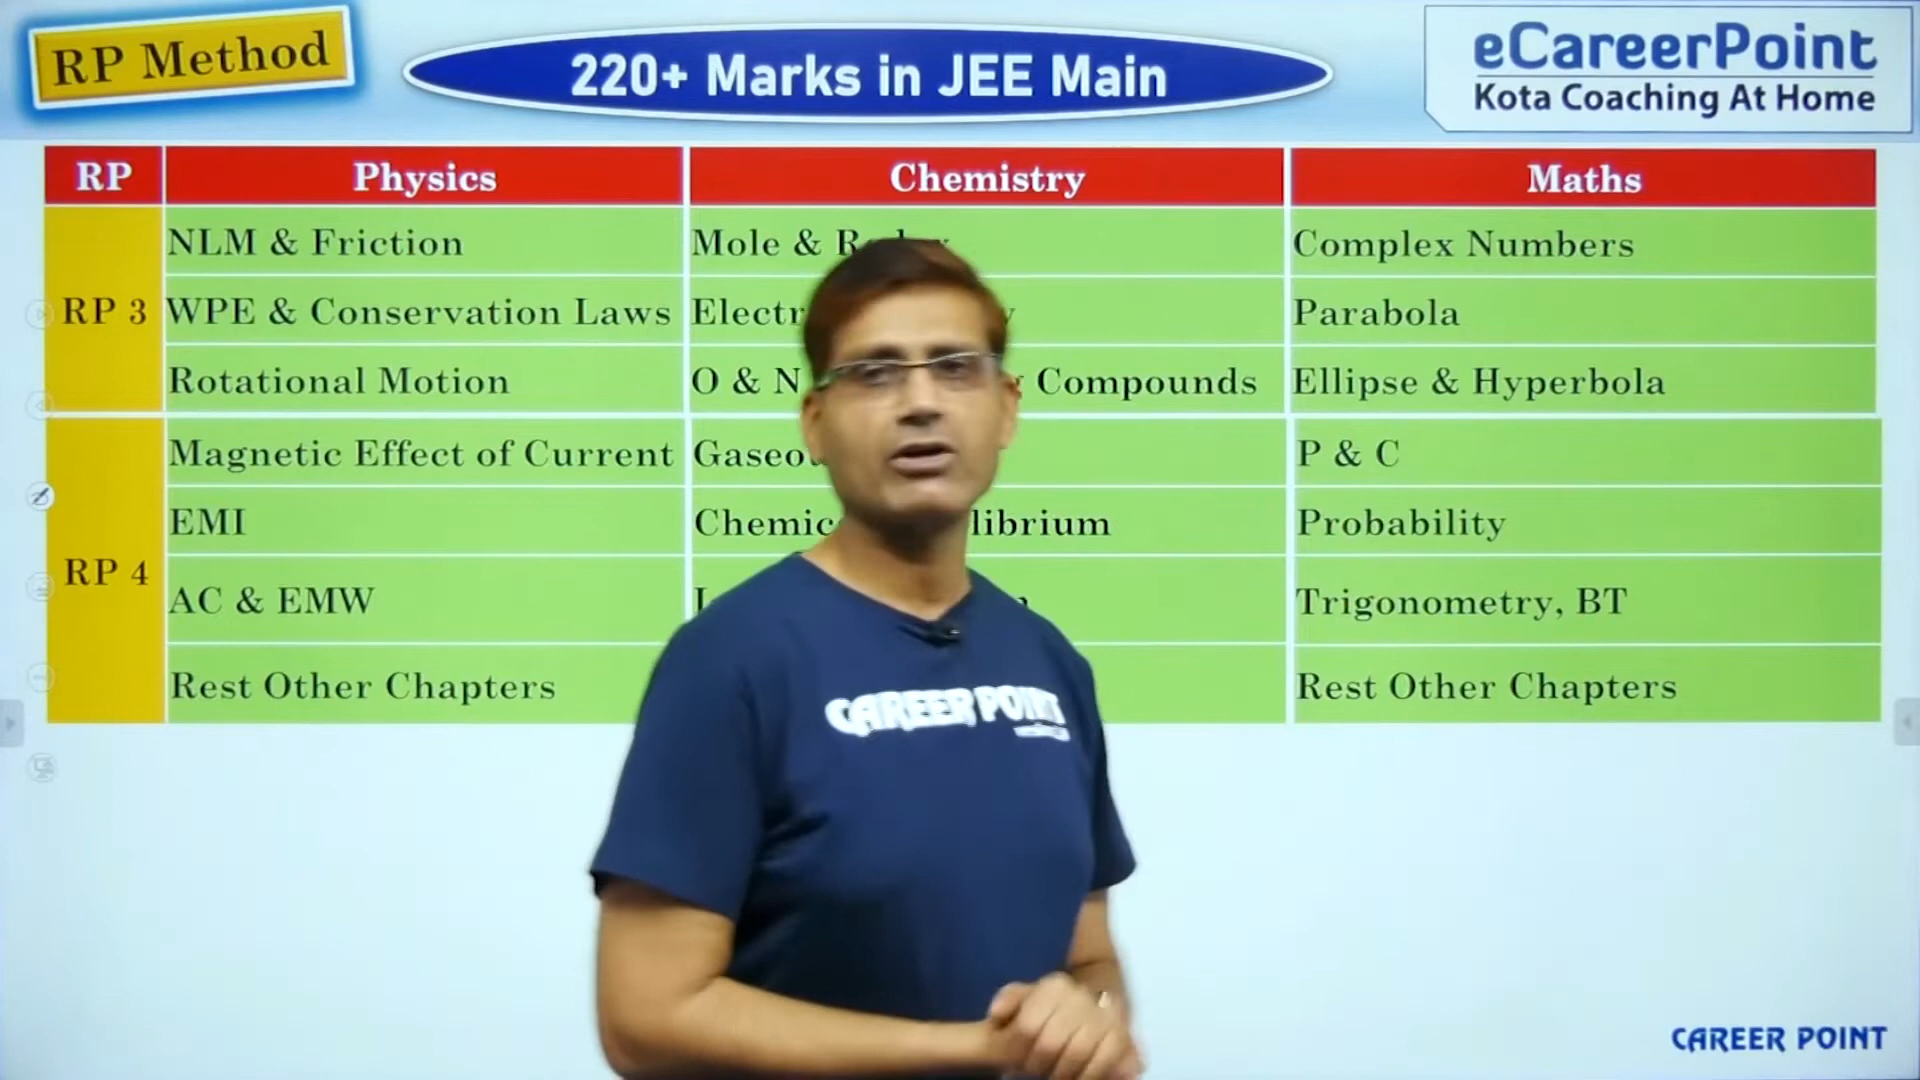 RP Method
220+ Marks in JEE Main
eCareerPoint
Kota Coaching At Home
RP Physics Chemistry Maths
RP 3
NLM & Friction Mole & Complex Numbers
WPE & Conservation Laws Parabola
Rotational Motion O & N Compounds Ellipse & Hyperbola
RP 4
Magnetic Effect of Current P & C
EMI Probability
AC & EMW Trigonometry, BT
Rest Other Chapters Rest Other Chapters
CAREER POINT
CAREER POINT